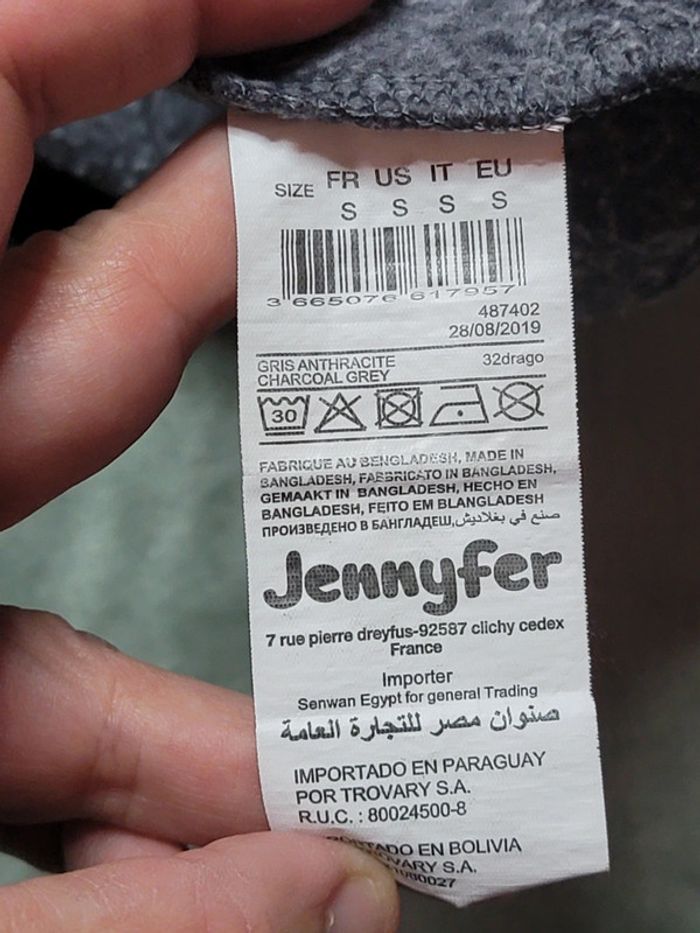 SIZE FR US IT EU
S S S S
3 665076 617957
487402
28/08/2019
GRIS ANTHRACITE 32drago
CHARCOAL GREY
30
FABRIQUE AU BENGLADESH, MADE IN
BANGLADESH, FABBRICATO IN BANGLADESH,
GEMAAKT IN BANGLADESH, HECHO EN
BANGLADESH, FEITO EM BLANGLADESH
ПРОИЗВЕДЕНО В БАНГЛАДЕШ, صنع في بغلاديش
Jennyfer
7 rue pierre dreyfus-92587 clichy cedex
France
Importer
Senwan Egypt for general Trading
صنوان مصر للتجارة العامة
IMPORTADO EN PARAGUAY
POR TROVARY S.A.
R.U.C. : 80024500-8
EN BOLIVIA
S.A.